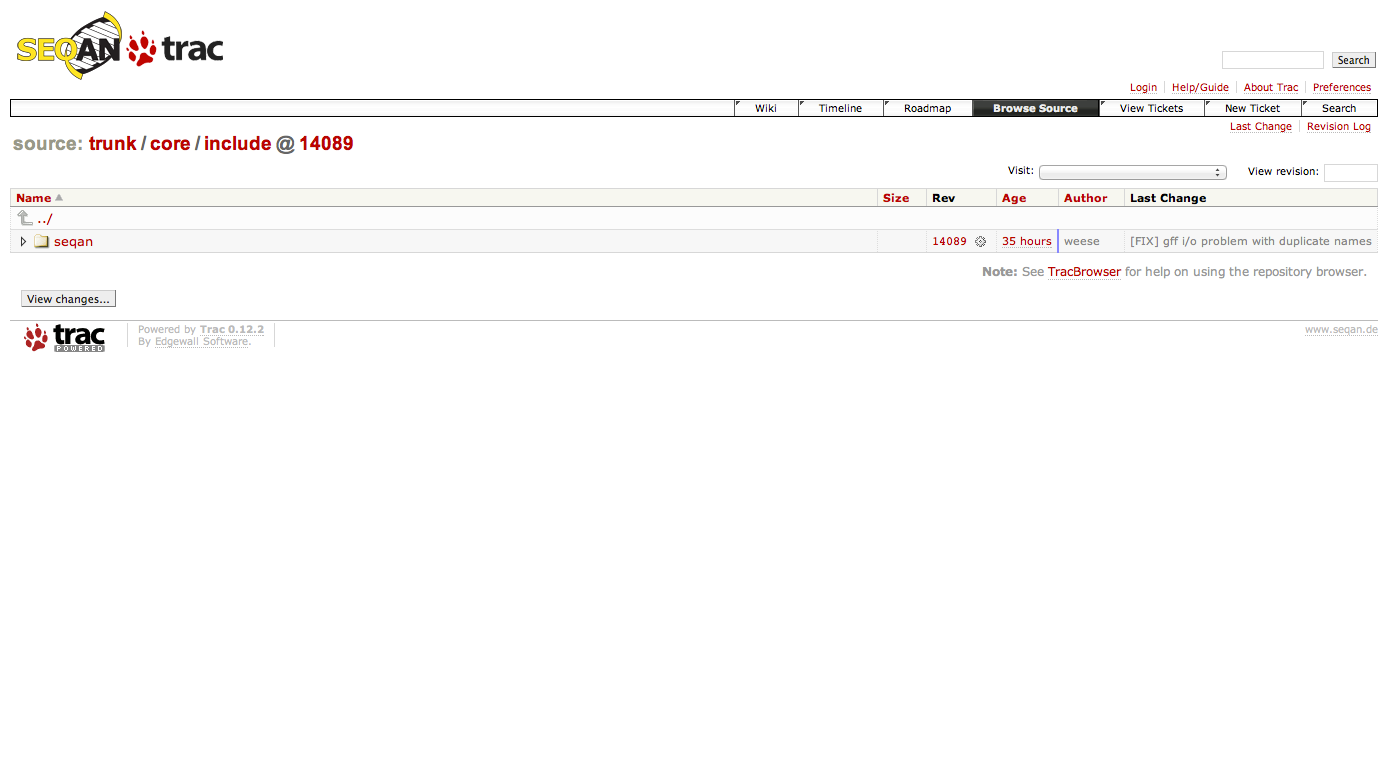 SEQAN trac
Search
Login Help/Guide About Trac Preferences
Wiki Timeline Roadmap Browse Source View Tickets New Ticket Search
Last Change Revision Log
source: trunk / core / include @ 14089
Visit: View revision:
Name Size Rev Age Author Last Change
../
seqan 14089 35 hours weese [FIX] gff i/o problem with duplicate names
Note: See TracBrowser for help on using the repository browser.
View changes...
trac POWERED
Powered by Trac 0.12.2
By Edgewall Software.
www.seqan.de